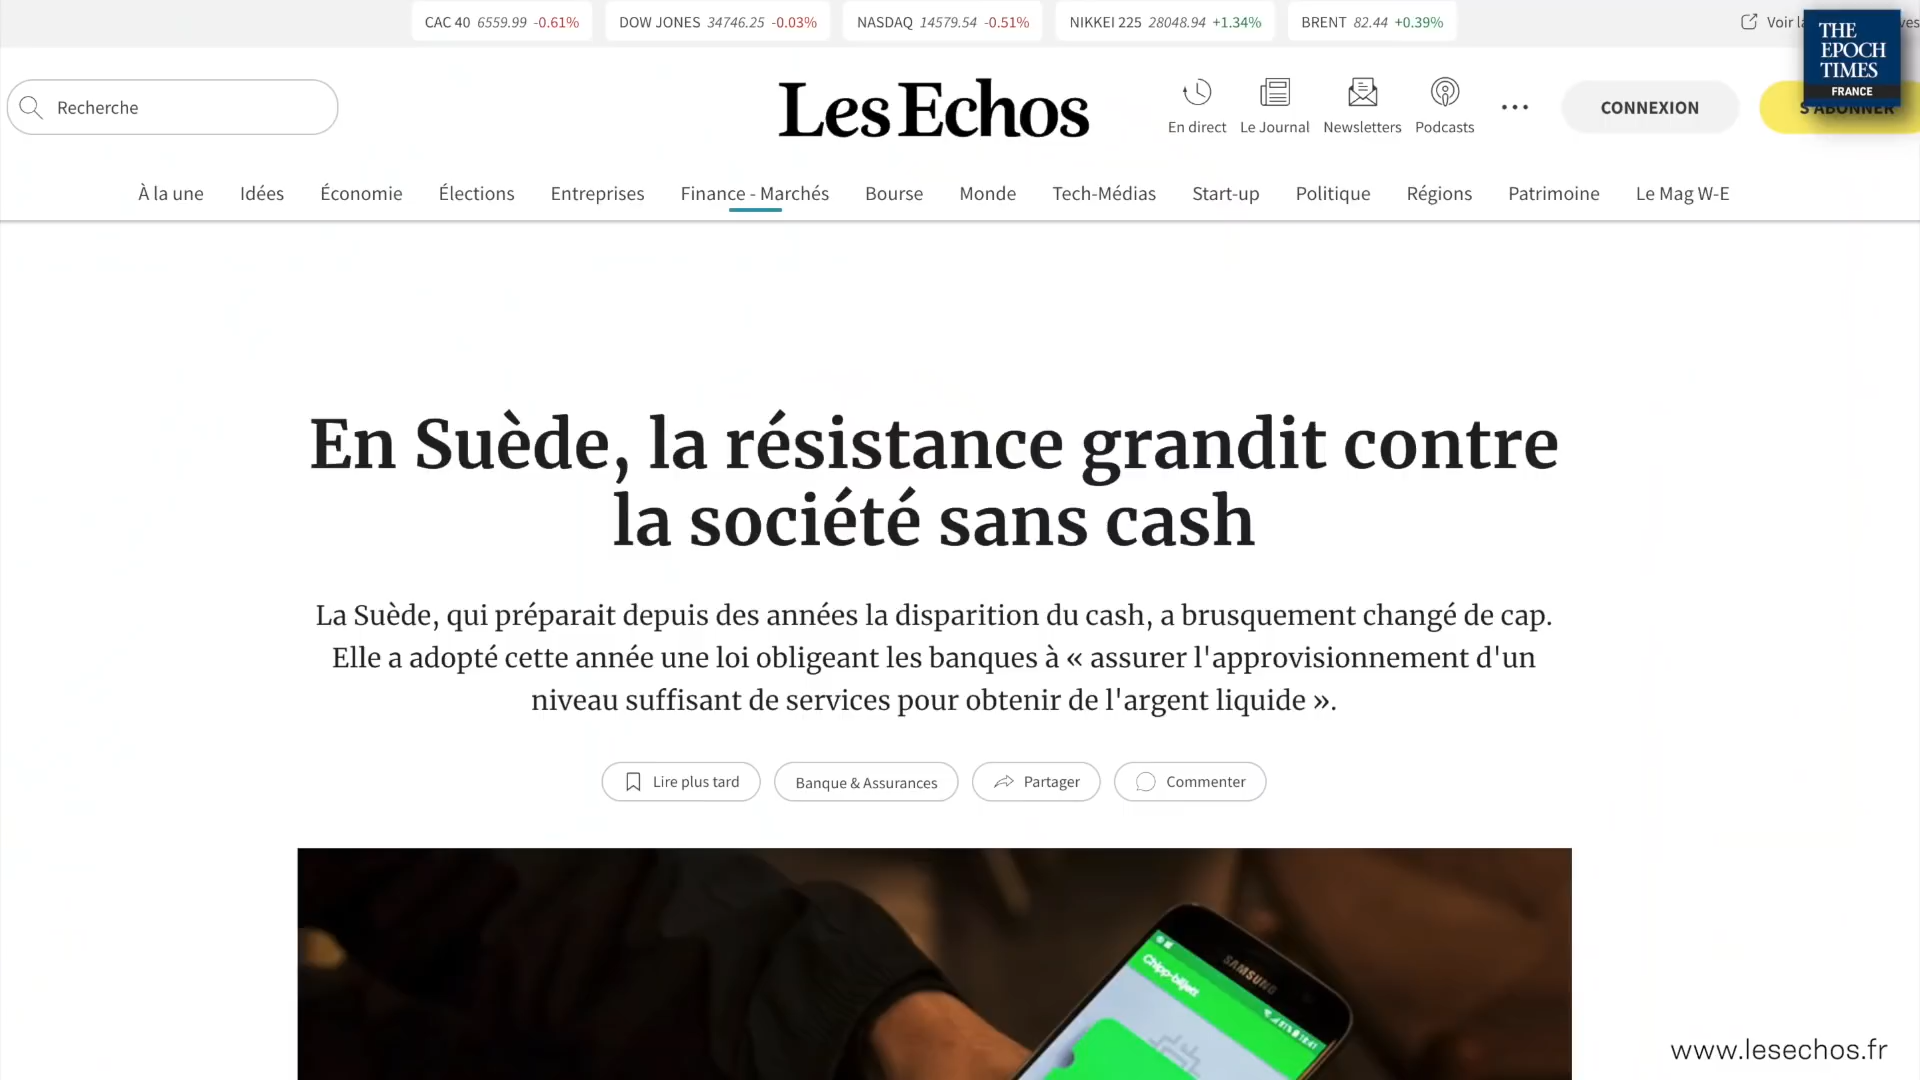 CAC 40 6559.99 -0.61% DOW JONES 34746.25 -0.03% NASDAQ 14579.54 -0.51% NIKKEI 225 28048.94 +1.34% BRENT 82.44 +0.39% Voir
THE
EPOCH
TIMES
FRANCE
Recherche
Les Echos
En direct Le Journal Newsletters Podcasts
CONNEXION
S'ABONNER
À la une Idées Économie Élections Entreprises Finance - Marchés Bourse Monde Tech-Médias Start-up Politique Régions Patrimoine Le Mag W-E
En Suède, la résistance grandit contre
la société sans cash
La Suède, qui préparait depuis des années la disparition du cash, a brusquement changé de cap.
Elle a adopté cette année une loi obligeant les banques à « assurer l'approvisionnement d'un
niveau suffisant de services pour obtenir de l'argent liquide ».
Lire plus tard Banque & Assurances Partager Commenter
SAMSUNG
Chipp-biljett
www.lesechos.fr